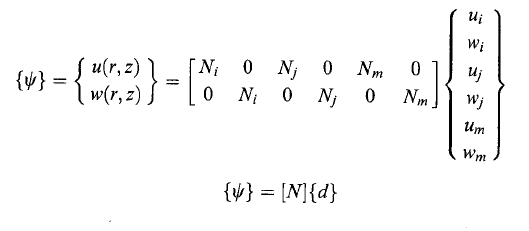 {ψ} = { u(r, z) w(r, z) } = [ N_i 0 N_j 0 N_m 0 0 N_i 0 N_j 0 N_m ] { u_i w_i u_j w_j u_m w_m }
{ψ} = [N]{d}